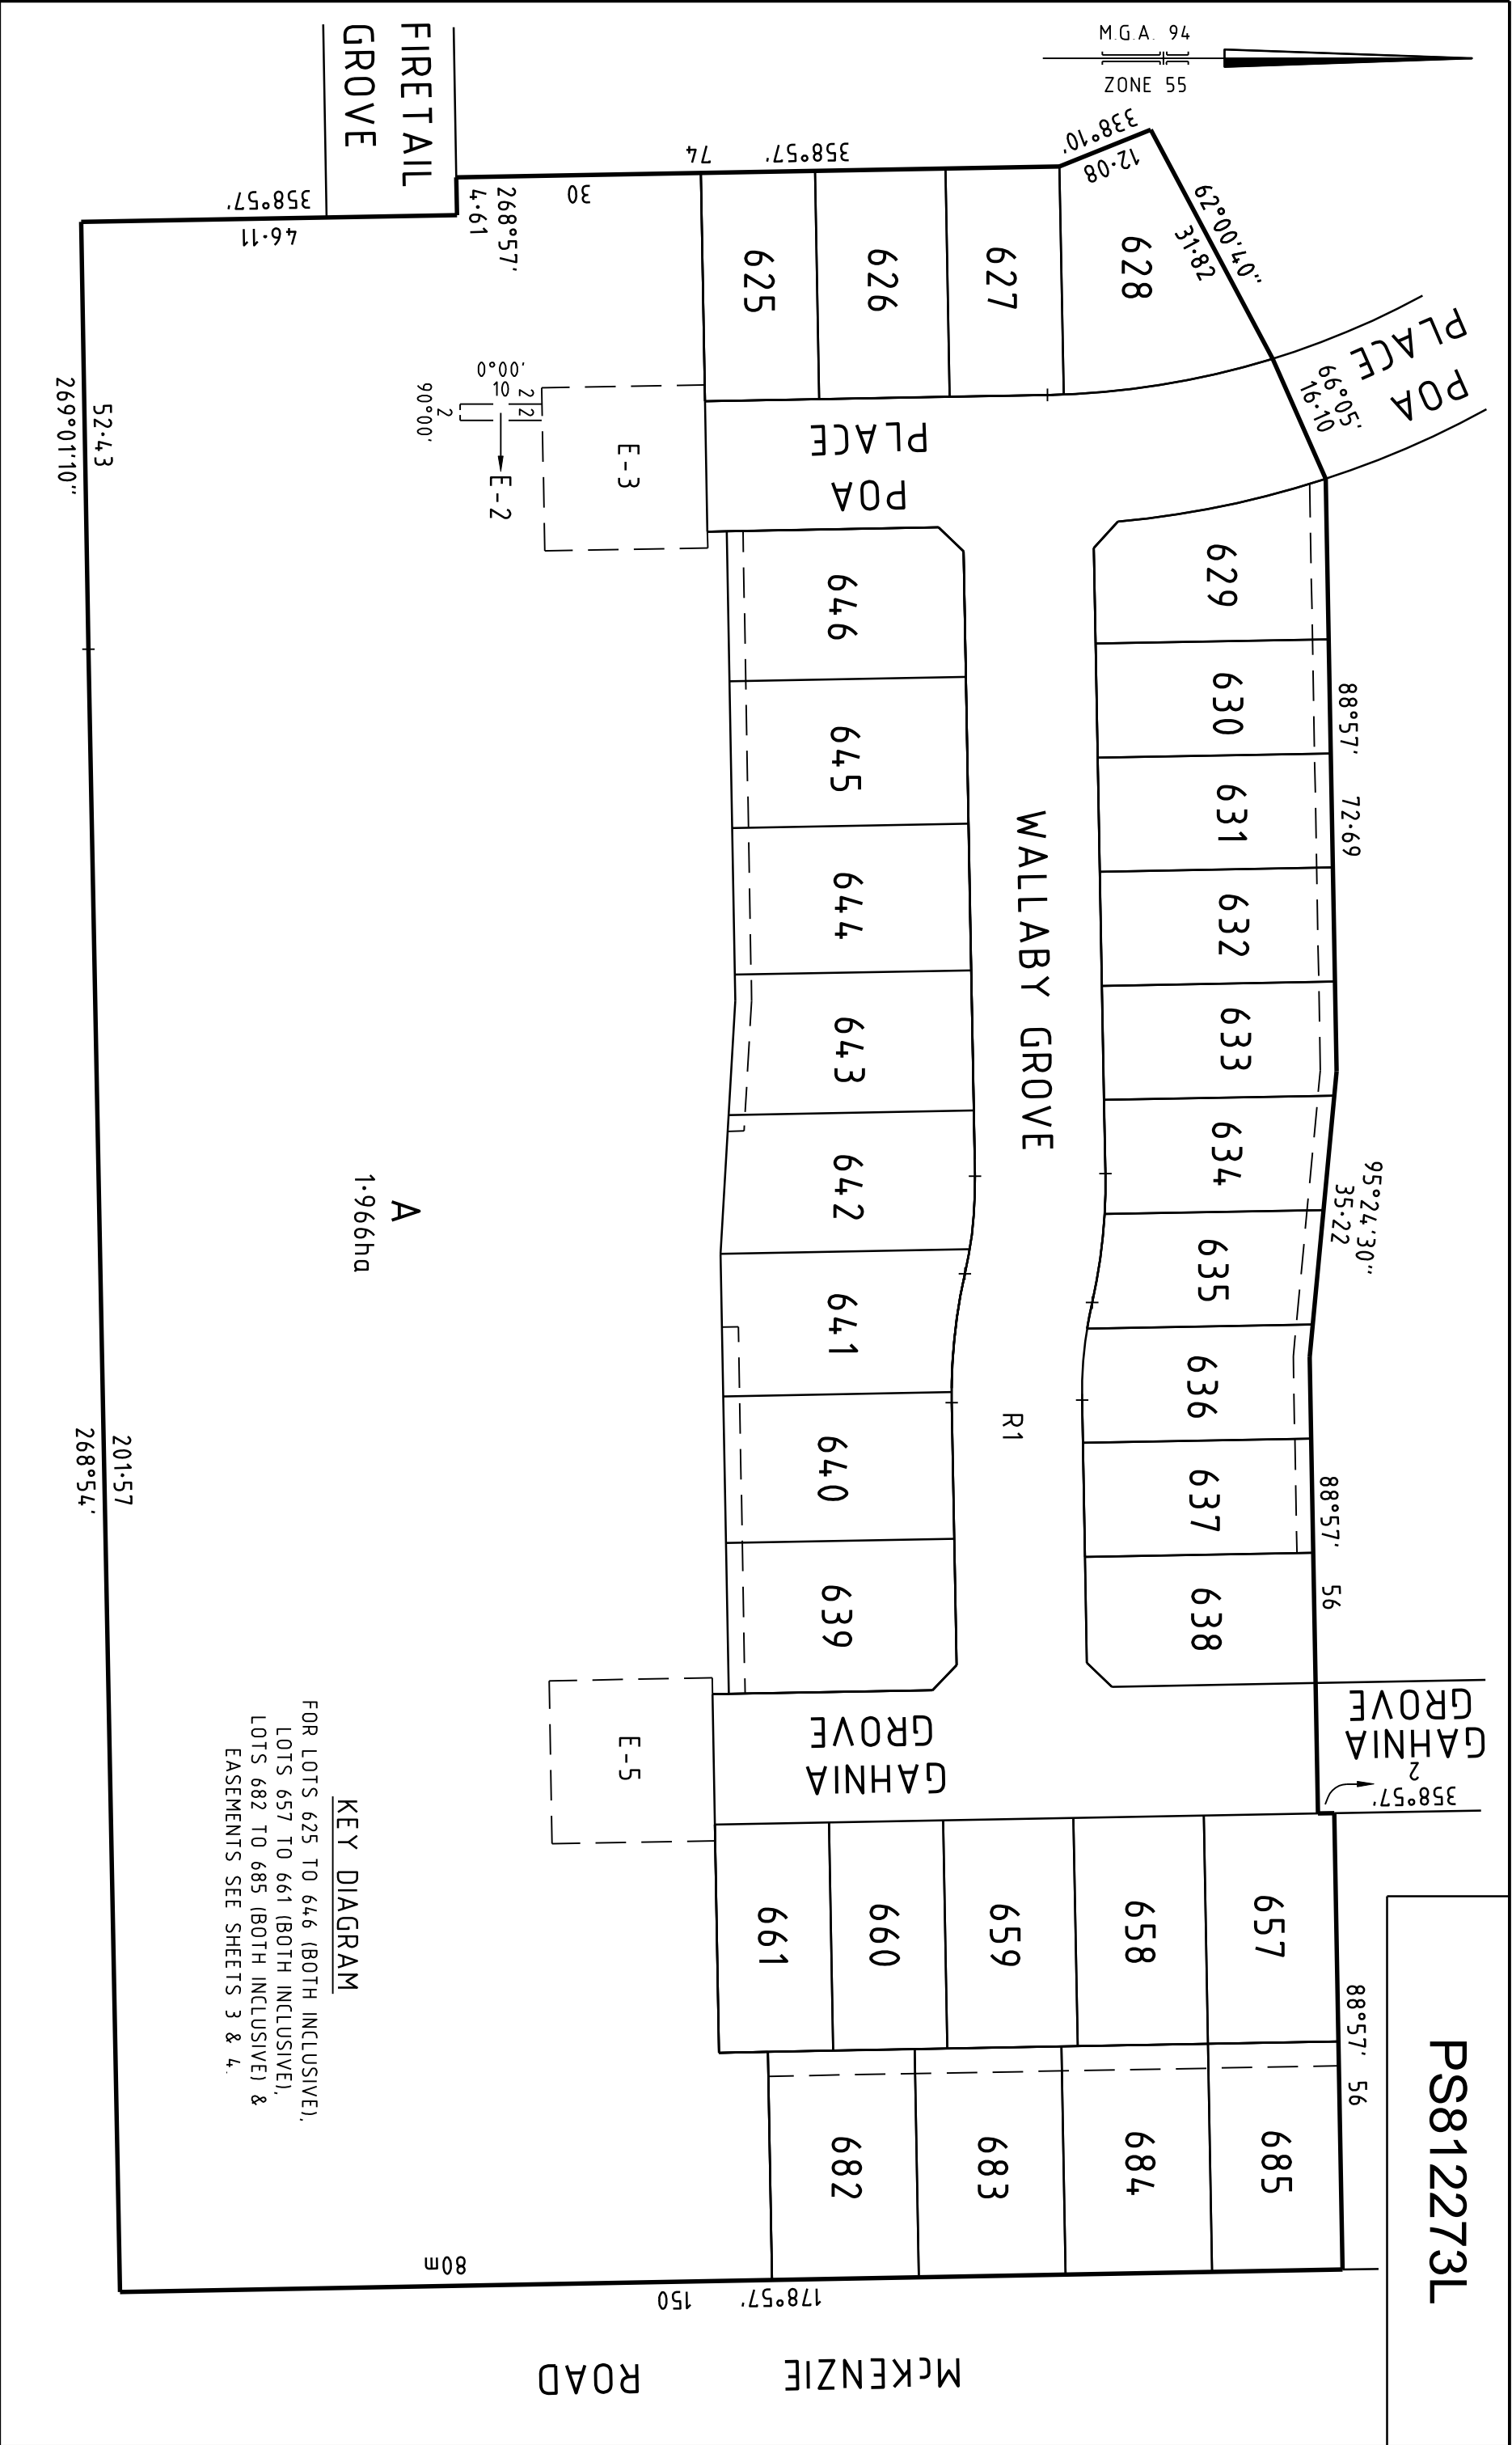 PS812273L
M.G.A. 94
ZONE 55
338°10'
12·08
62°00'40"
31·82
POA
PLACE
66°05'
16·10
88°57' 72·69
95°24'30"
35·22
88°57' 56
GAHNIA
GROVE
358°57'
2
88°57' 56
628
629
630
631
632
633
634
635
636
637
638
657
658
659
660
661
685
684
683
682
358°57'
74
627
626
625
30
WALLABY GROVE
R1
POA
PLACE
646
645
644
643
642
641
640
639
GAHNIA
GROVE
E-3
E-5
2
2
10
0°00'
2
90°00'
E-2
268°57'
4·61
FIRETAIL
GROVE
358°57'
46·11
52·43
269°01'10"
A
1·966ha
201·57
268°54'
80m
150
178°57'
McKENZIE
ROAD
KEY DIAGRAM
FOR LOTS 625 TO 646 (BOTH INCLUSIVE),
LOTS 657 TO 661 (BOTH INCLUSIVE),
LOTS 682 TO 685 (BOTH INCLUSIVE) &
EASEMENTS SEE SHEETS 3 & 4.